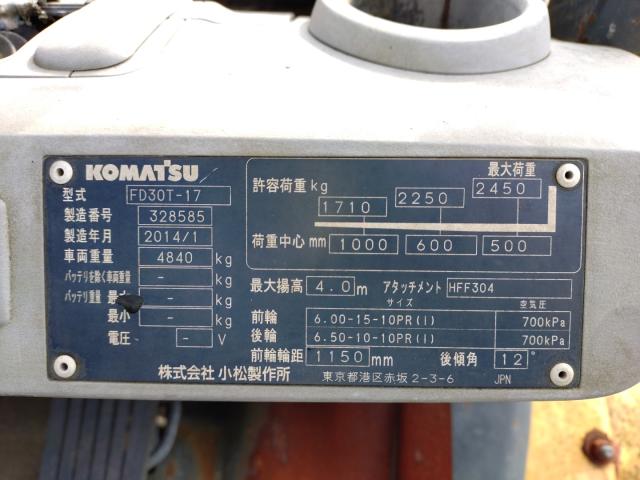 KOMATSU
型式 FD30T-17
製造番号 328585
製造年月 2014/1
車両重量 4840 kg
バッテリを除く車両重量 - kg
バッテリ重量 最大 - kg
最小 - kg
電圧 - V
最大荷重
許容荷重 kg 1710 2250 2450
荷重中心 mm 1000 600 500
最大揚高 4.0 m アタッチメント HFF304
サイズ 空気圧
前輪 6.00-15-10PR(I) 700kPa
後輪 6.50-10-10PR(I) 700kPa
前輪輪距 1150 mm 後傾角 12°
株式会社 小松製作所 東京都港区赤坂 2-3-6 JPN